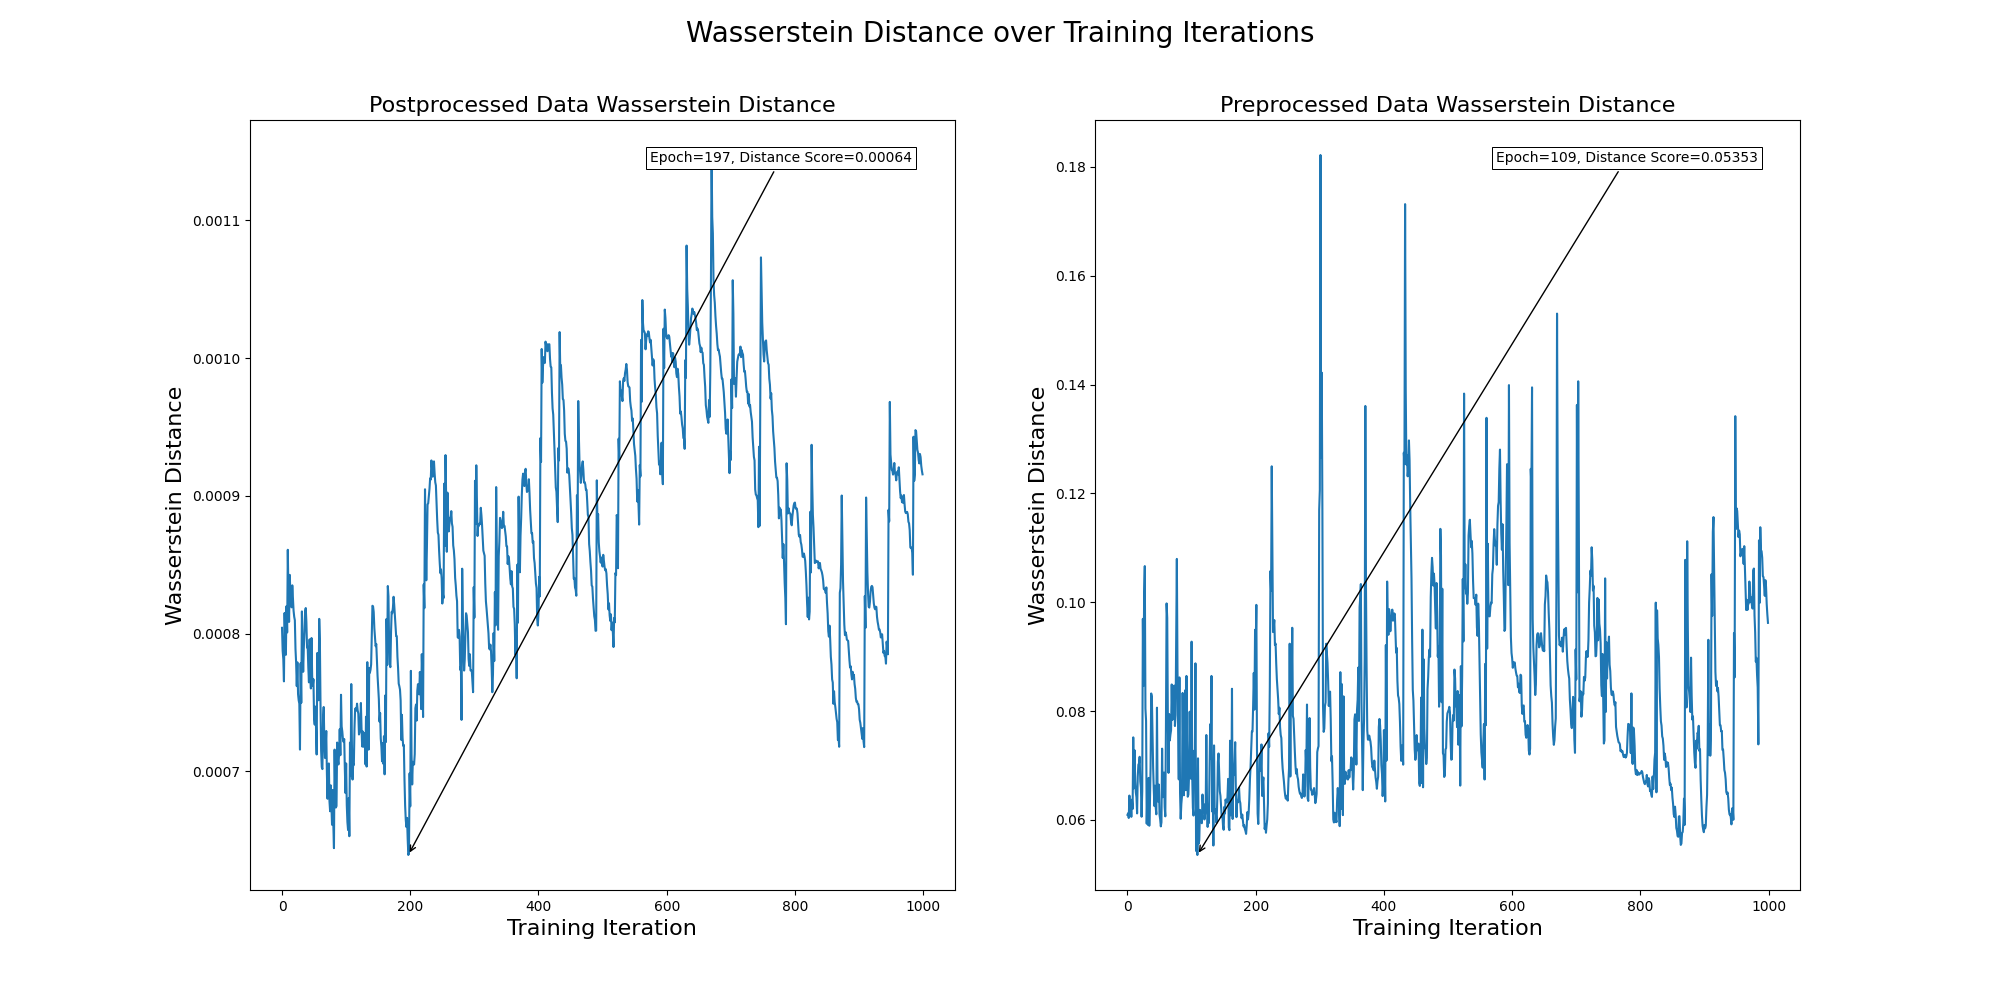 Wasserstein Distance over Training Iterations
Postprocessed Data Wasserstein Distance
Epoch=197, Distance Score=0.00064
Wasserstein Distance
0.0011
0.0010
0.0009
0.0008
0.0007
0 200 400 600 800 1000
Training Iteration
Preprocessed Data Wasserstein Distance
Epoch=109, Distance Score=0.05353
Wasserstein Distance
0.18
0.16
0.14
0.12
0.10
0.08
0.06
0 200 400 600 800 1000
Training Iteration